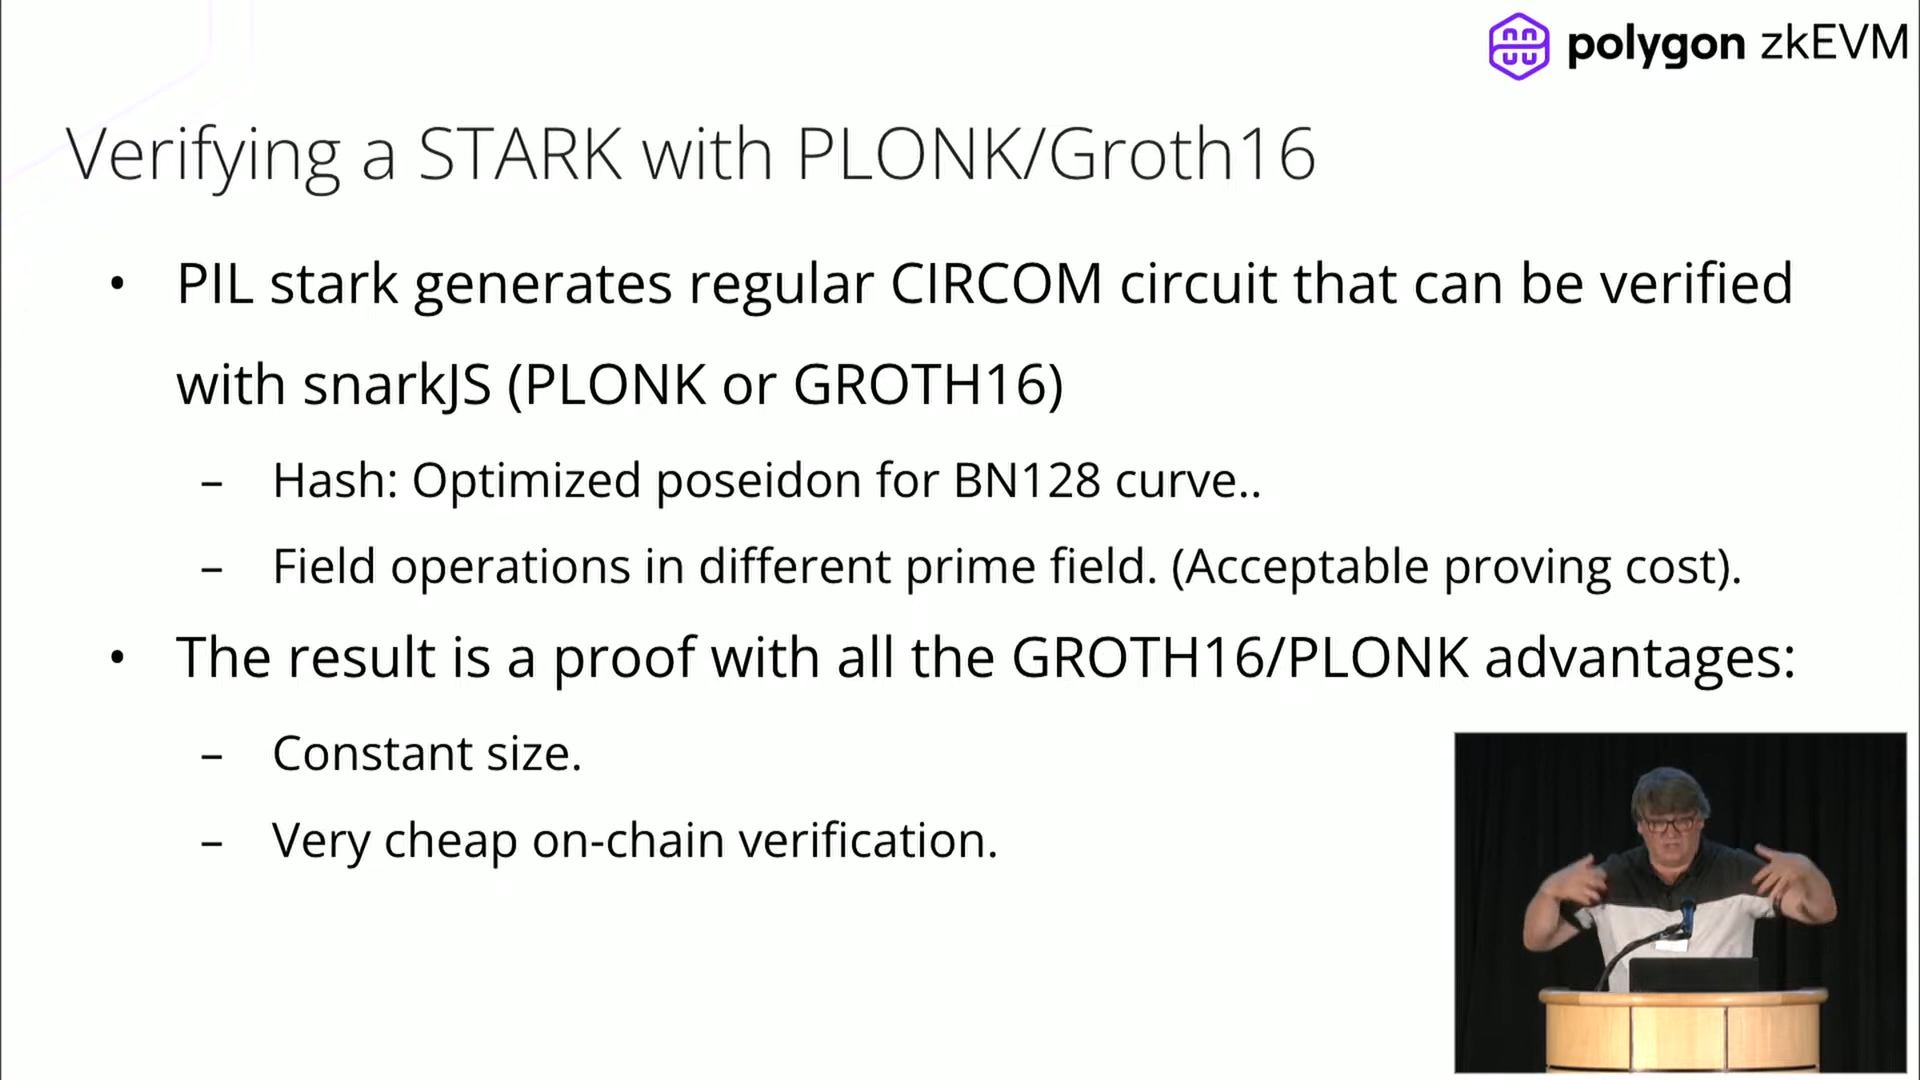 polygon zkEVM
Verifying a STARK with PLONK/Groth16
• PIL stark generates regular CIRCOM circuit that can be verified
with snarkJS (PLONK or GROTH16)
– Hash: Optimized poseidon for BN128 curve..
– Field operations in different prime field. (Acceptable proving cost).
• The result is a proof with all the GROTH16/PLONK advantages:
– Constant size.
– Very cheap on-chain verification.